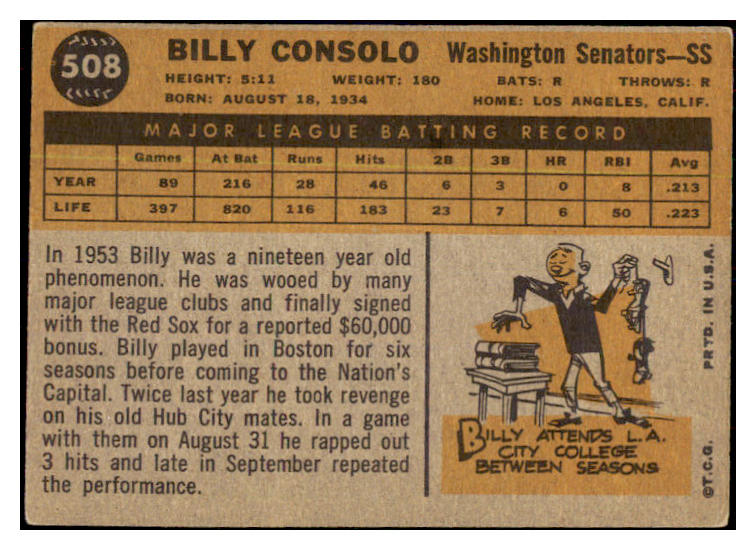 508
BILLY CONSOLO Washington Senators—SS
HEIGHT: 5:11 WEIGHT: 180 BATS: R THROWS: R
BORN: AUGUST 18, 1934 HOME: LOS ANGELES, CALIF.
MAJOR LEAGUE BATTING RECORD
Games At Bat Runs Hits 2B 3B HR RBI Avg
YEAR 89 216 28 46 6 3 0 8 .213
LIFE 397 820 116 183 23 7 6 50 .223
In 1953 Billy was a nineteen year old
phenomenon. He was wooed by many
major league clubs and finally signed
with the Red Sox for a reported $60,000
bonus. Billy played in Boston for six
seasons before coming to the Nation's
Capital. Twice last year he took revenge
on his old Hub City mates. In a game
with them on August 31 he rapped out
3 hits and late in September repeated
the performance.
BILLY ATTENDS L.A.
CITY COLLEGE
BETWEEN SEASONS
©T.C.G. PRTD. IN U.S.A.